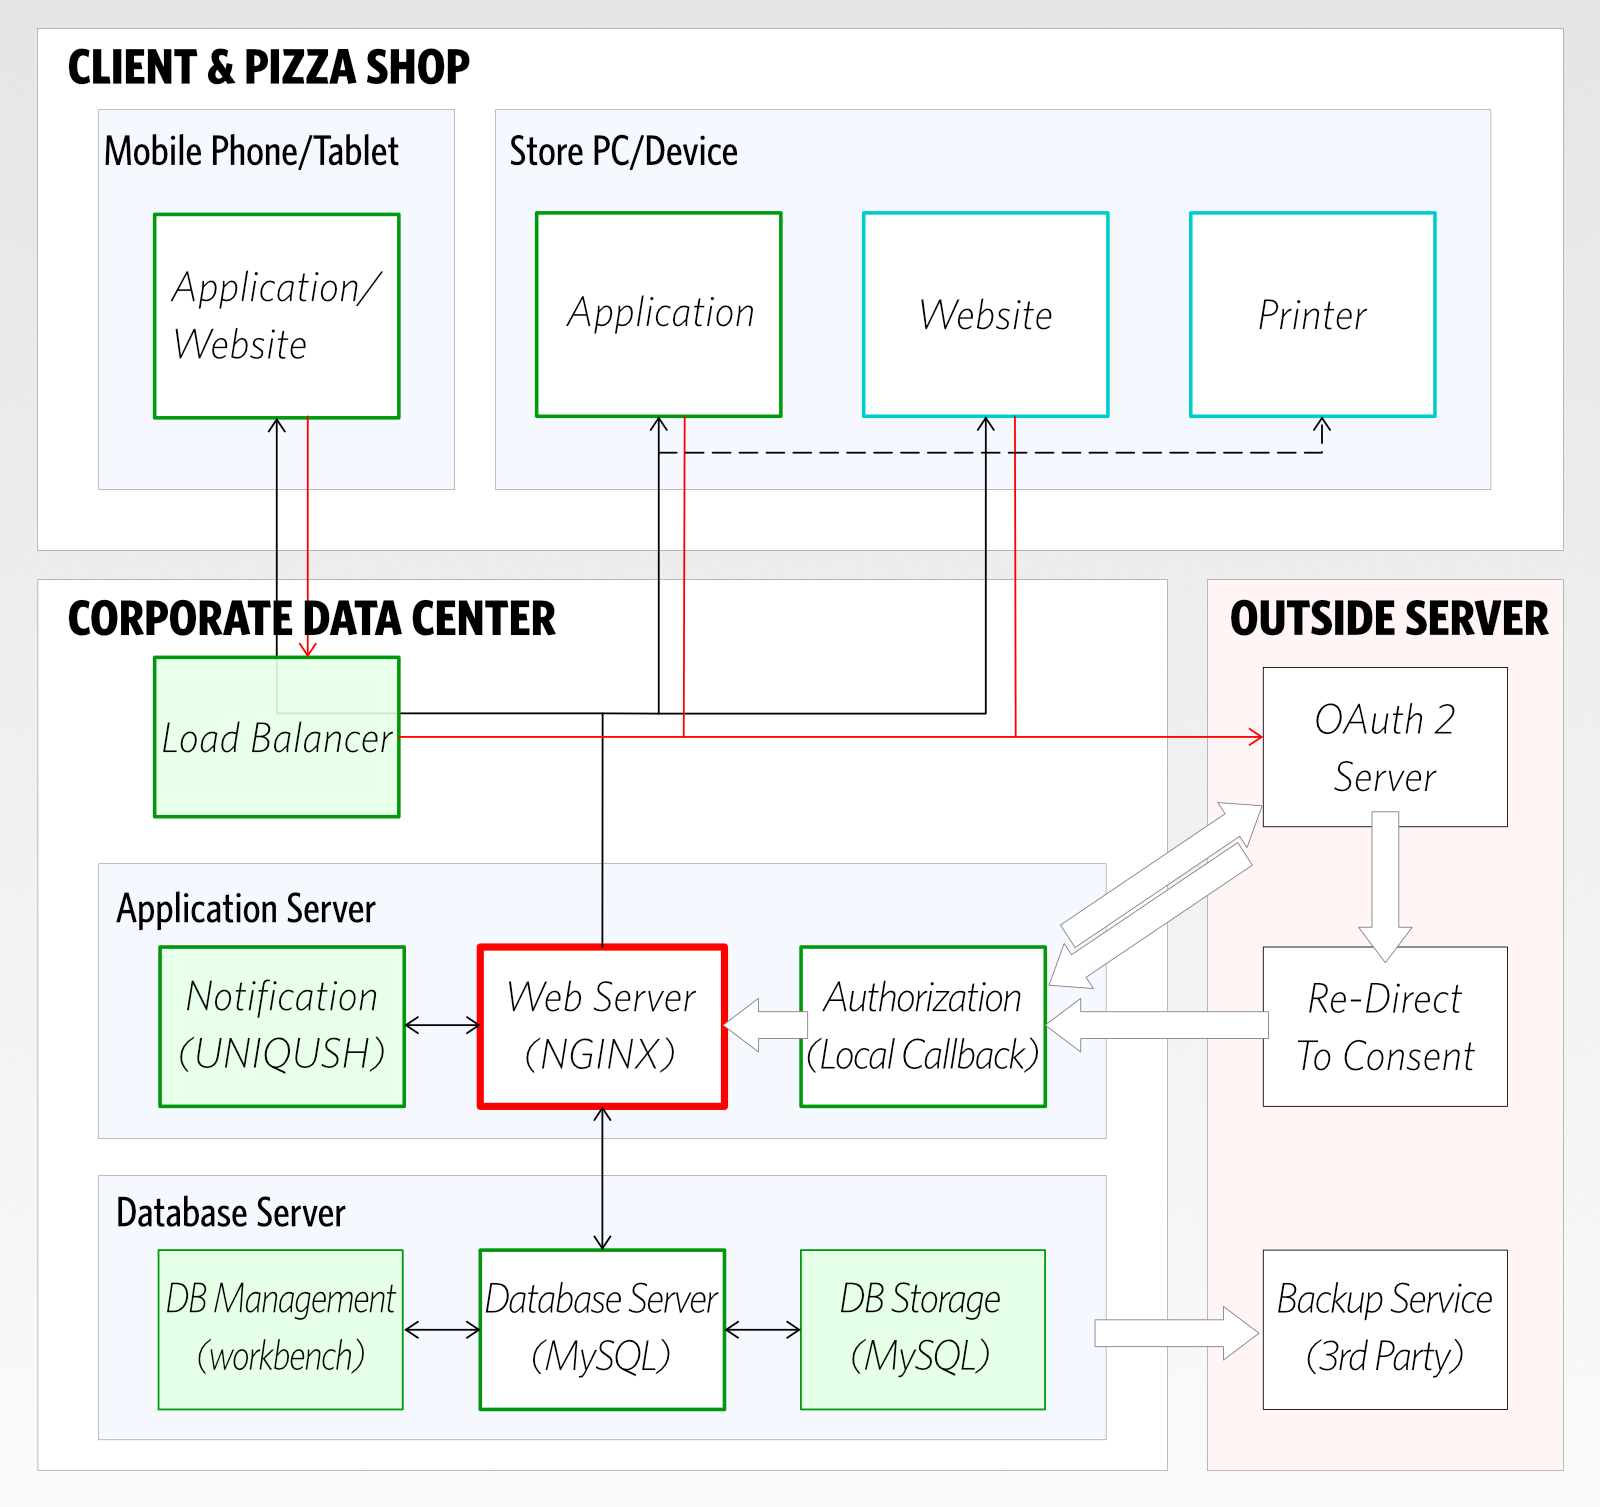 CLIENT & PIZZA SHOP
Mobile Phone/Tablet
Application/
Website
Store PC/Device
Application
Website
Printer
CORPORATE DATA CENTER
Load Balancer
OUTSIDE SERVER
OAuth 2
Server
Application Server
Notification
(UNIQUSH)
Web Server
(NGINX)
Authorization
(Local Callback)
Re-Direct
To Consent
Database Server
DB Management
(workbench)
Database Server
(MySQL)
DB Storage
(MySQL)
Backup Service
(3rd Party)